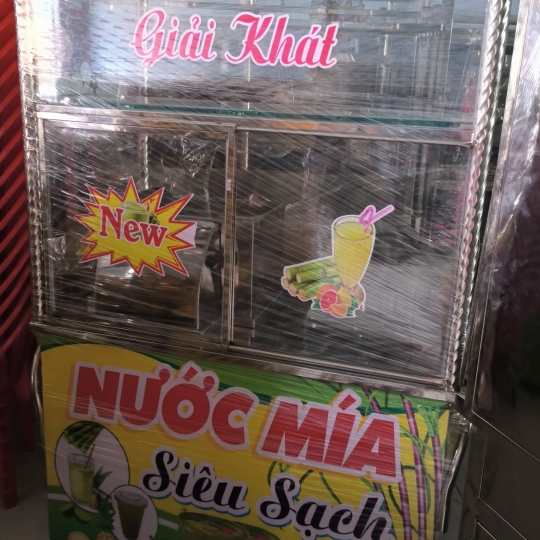 Giải Khát
New
NƯỚC MÍA
Siêu Sạch